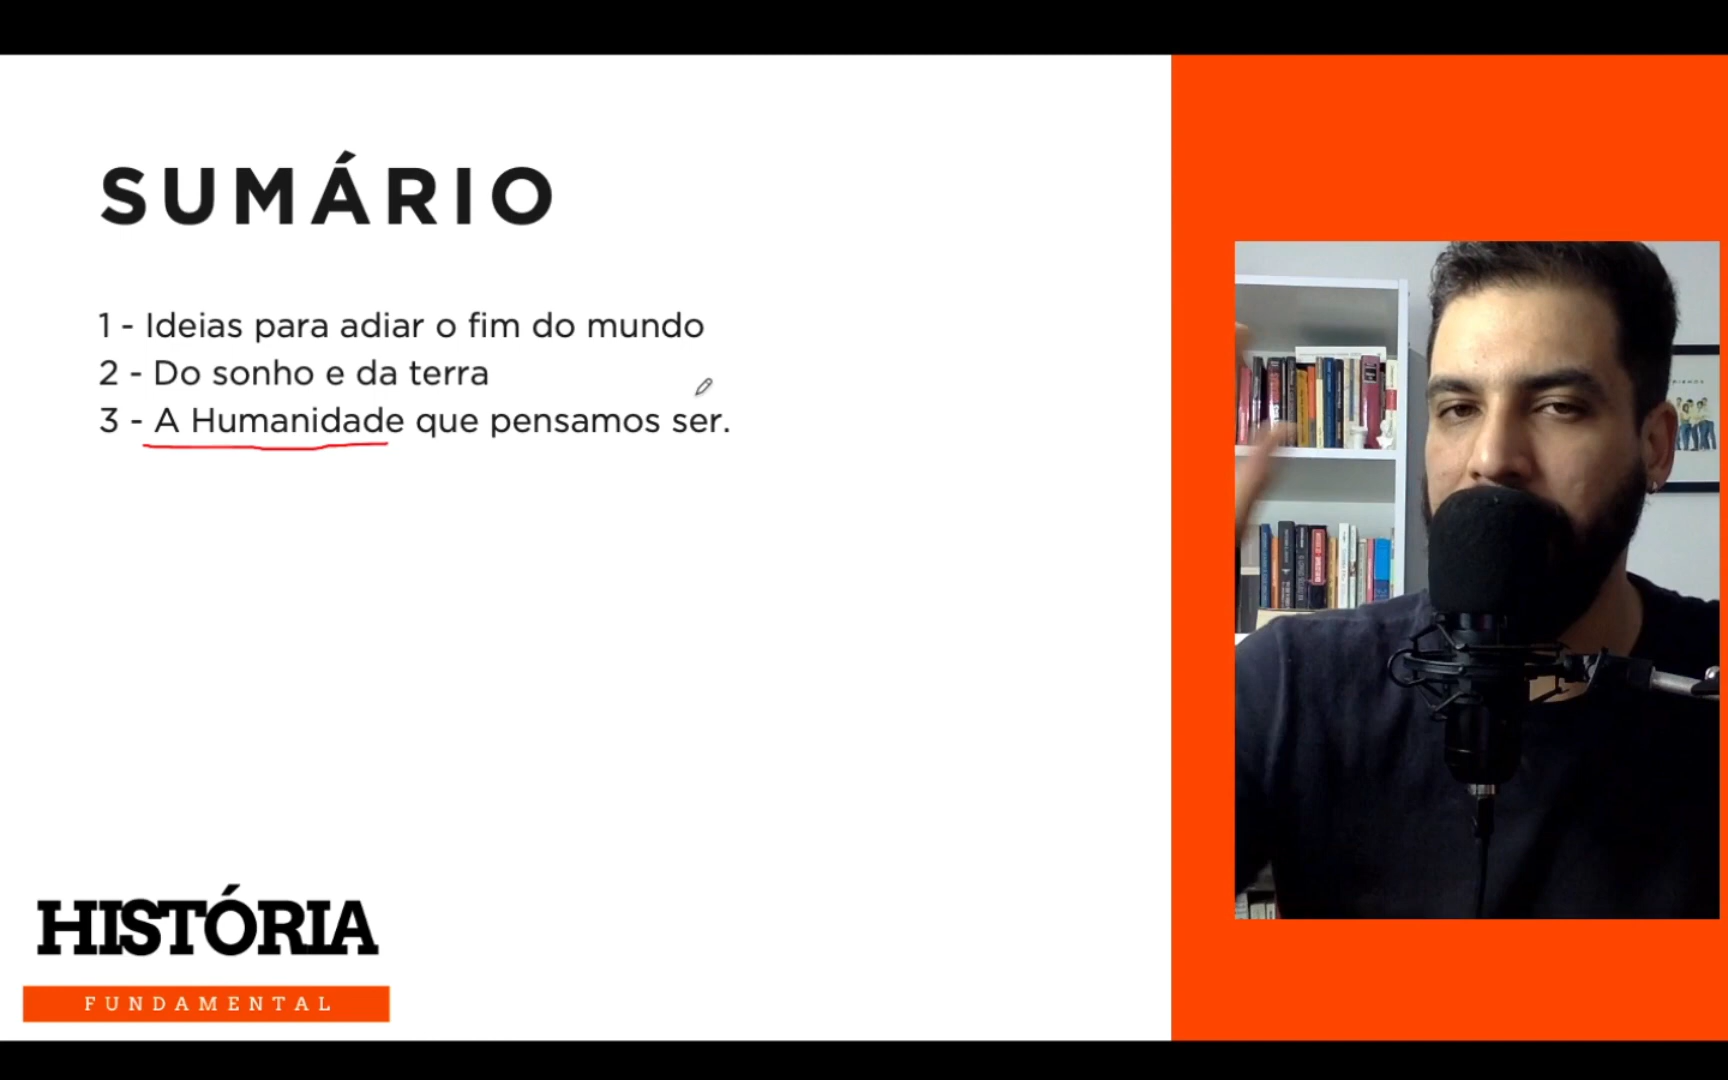 SUMÁRIO
1 - Ideias para adiar o fim do mundo
2 - Do sonho e da terra
3 - A Humanidade que pensamos ser.
HISTÓRIA
FUNDAMENTAL